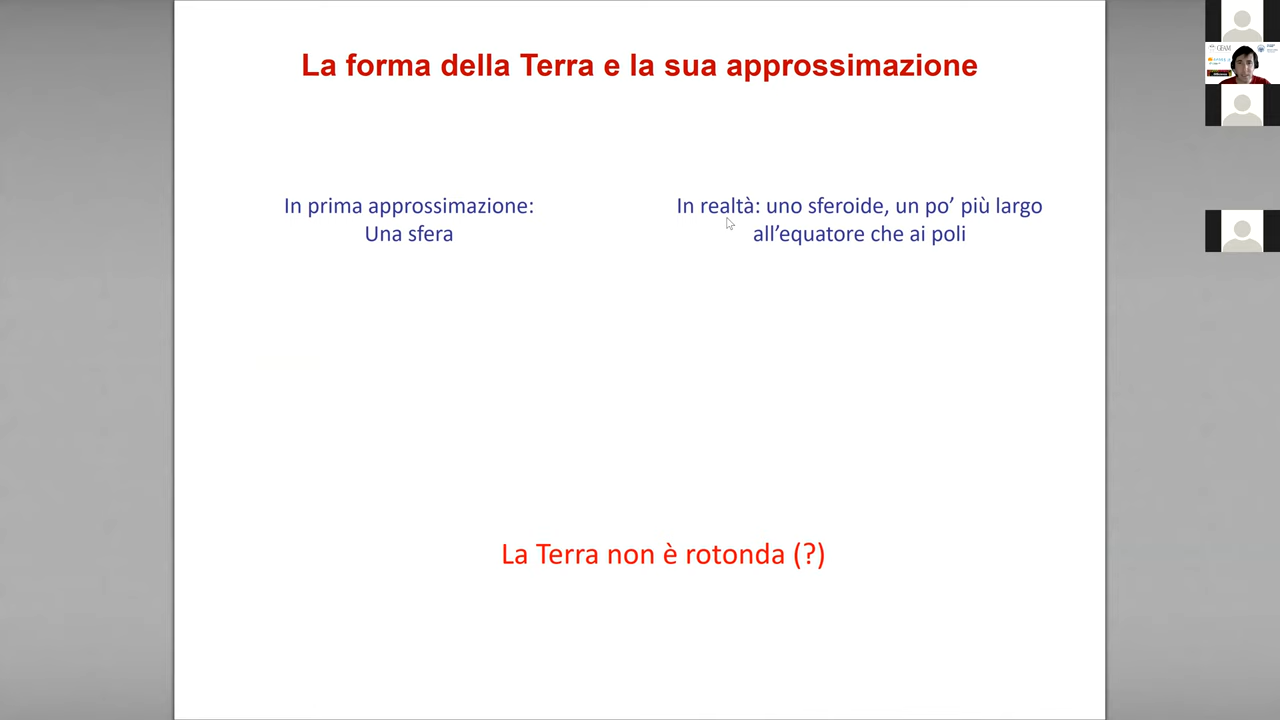 La forma della Terra e la sua approssimazione
In prima approssimazione:
Una sfera
In realtà: uno sferoide, un po’ più largo
all’equatore che ai poli
La Terra non è rotonda (?)